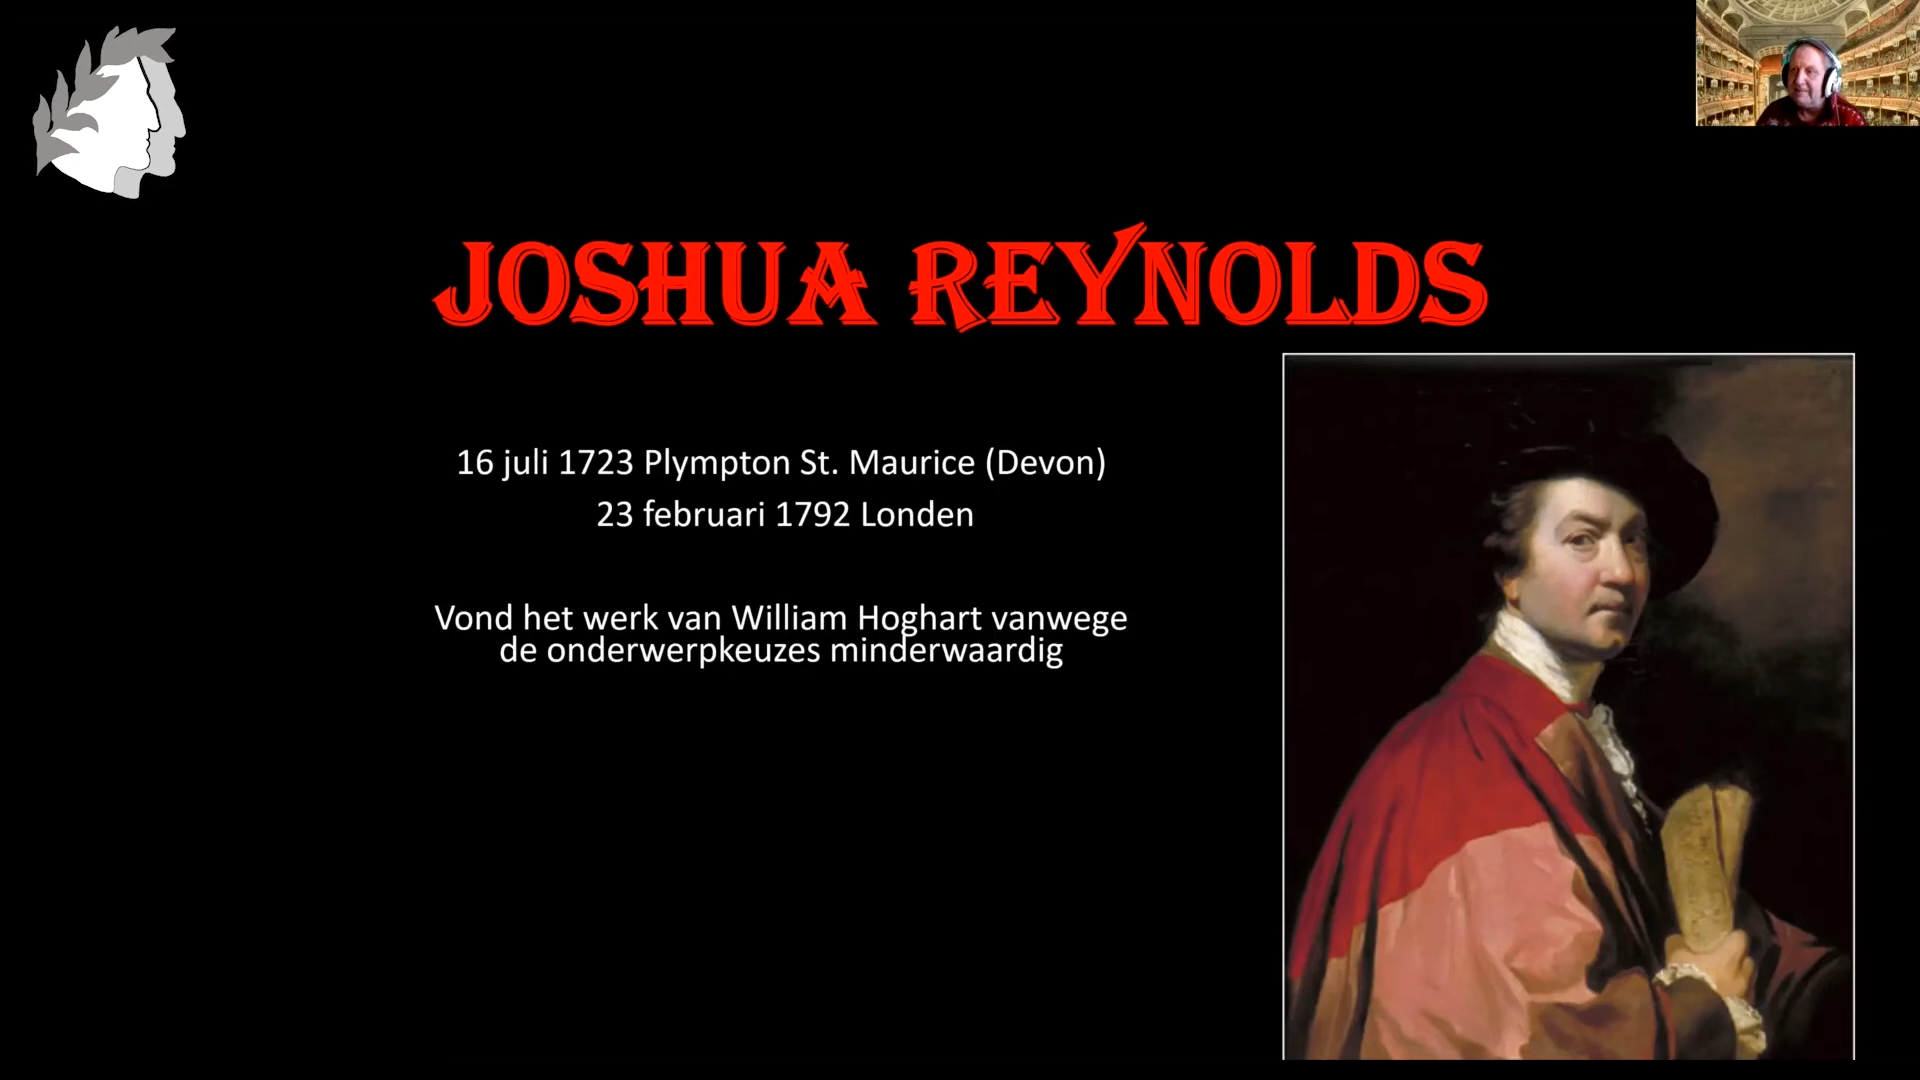 JOSHUA REYNOLDS
16 juli 1723 Plympton St. Maurice (Devon)
23 februari 1792 Londen
Vond het werk van William Hoghart vanwege
de onderwerpkeuzes minderwaardig